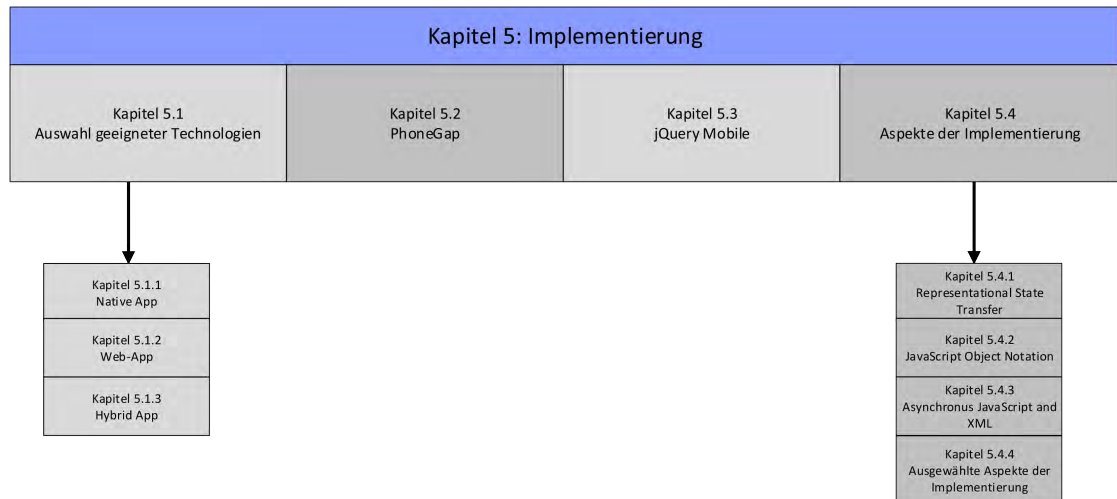 Kapitel 5: Implementierung
Kapitel 5.1
Auswahl geeigneter Technologien
Kapitel 5.2
PhoneGap
Kapitel 5.3
jQuery Mobile
Kapitel 5.4
Aspekte der Implementierung
Kapitel 5.1.1
Native App
Kapitel 5.1.2
Web-App
Kapitel 5.1.3
Hybrid App
Kapitel 5.4.1
Representational State
Transfer
Kapitel 5.4.2
JavaScript Object Notation
Kapitel 5.4.3
Asynchronus JavaScript and
XML
Kapitel 5.4.4
Ausgewählte Aspekte der
Implementierung